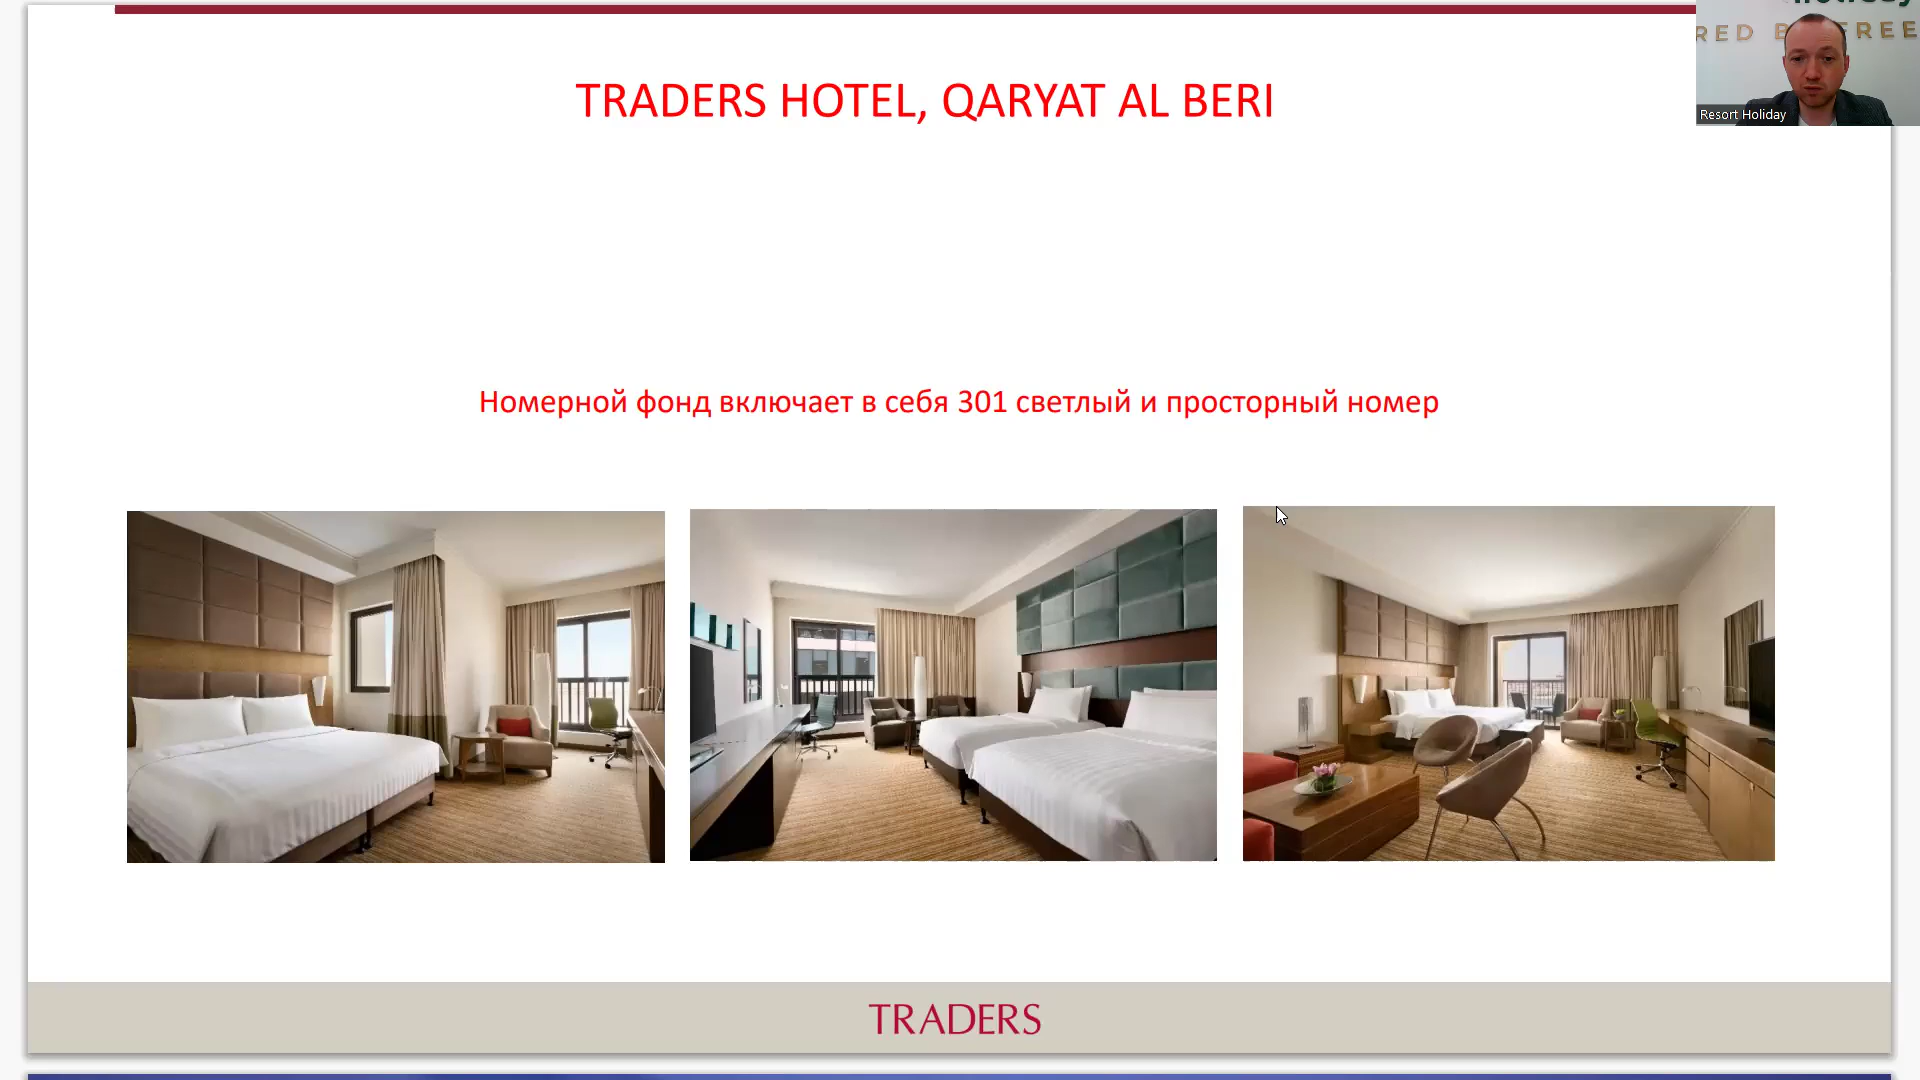 TRADERS HOTEL, QARYAT AL BERI
Resort Holiday
Номерной фонд включает в себя 301 светлый и просторный номер
TRADERS